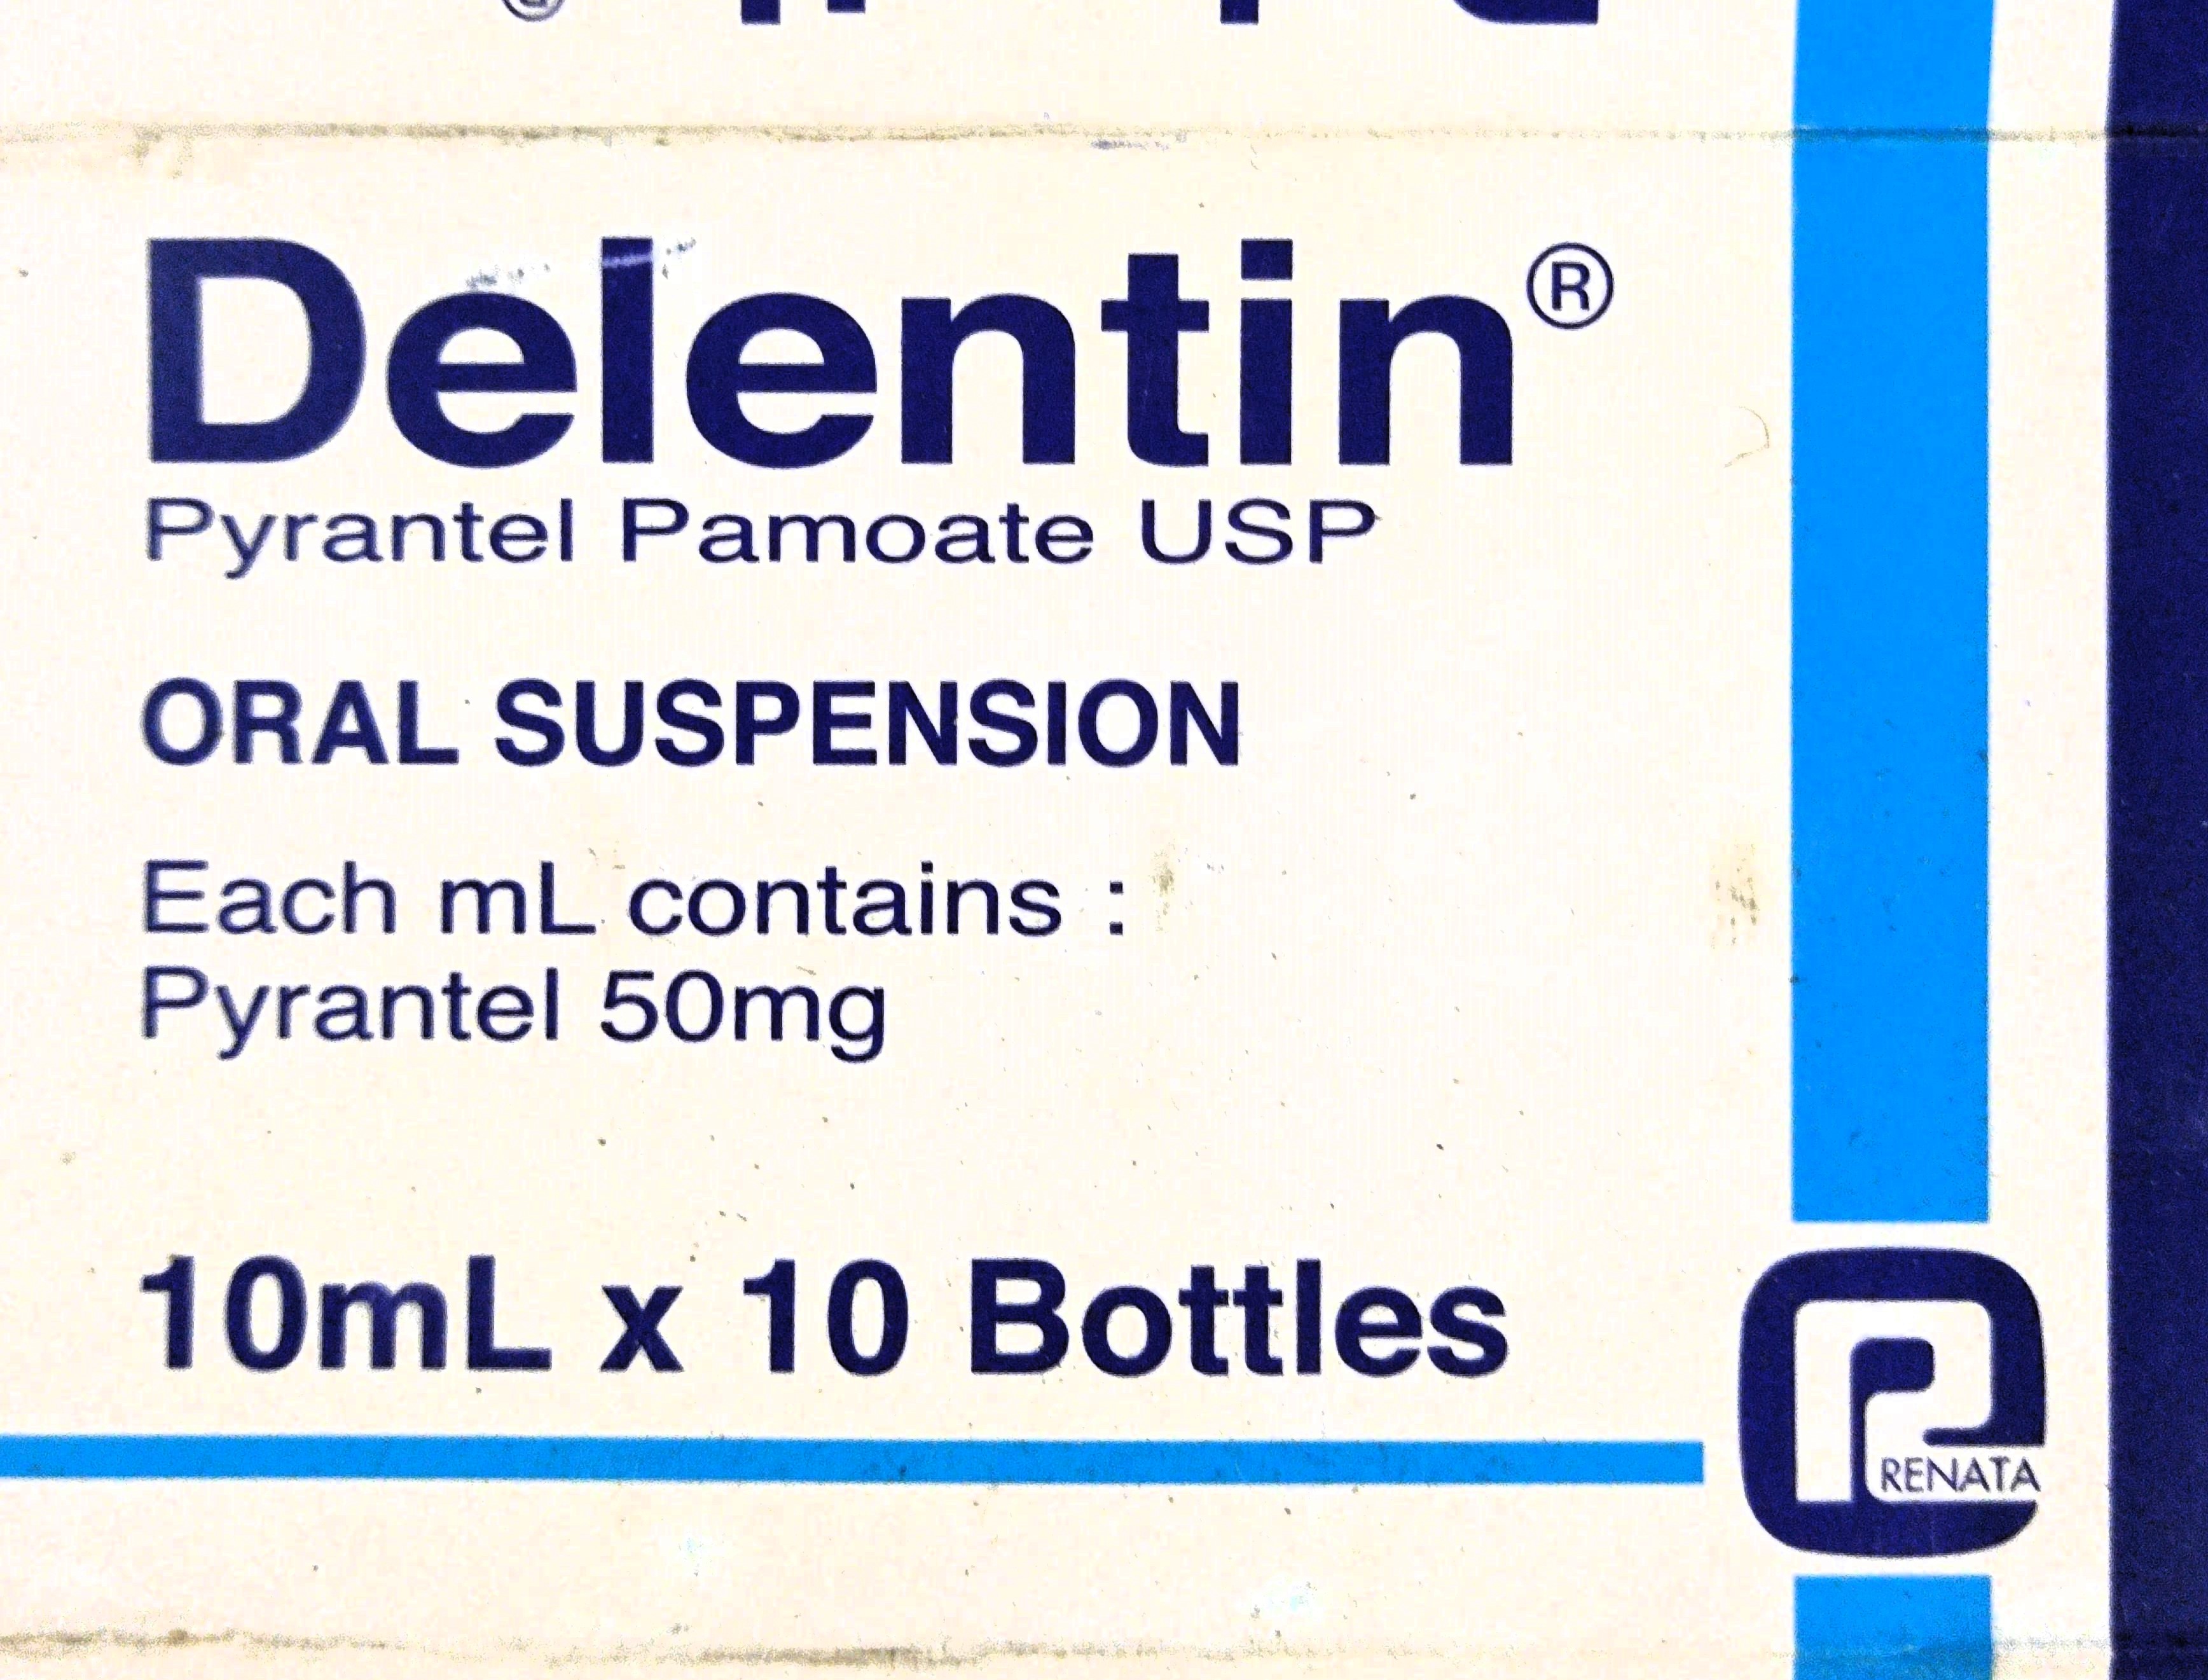 Delentin®
Pyrantel Pamoate USP
ORAL SUSPENSION
Each mL contains :
Pyrantel 50mg
10mL x 10 Bottles
RENATA